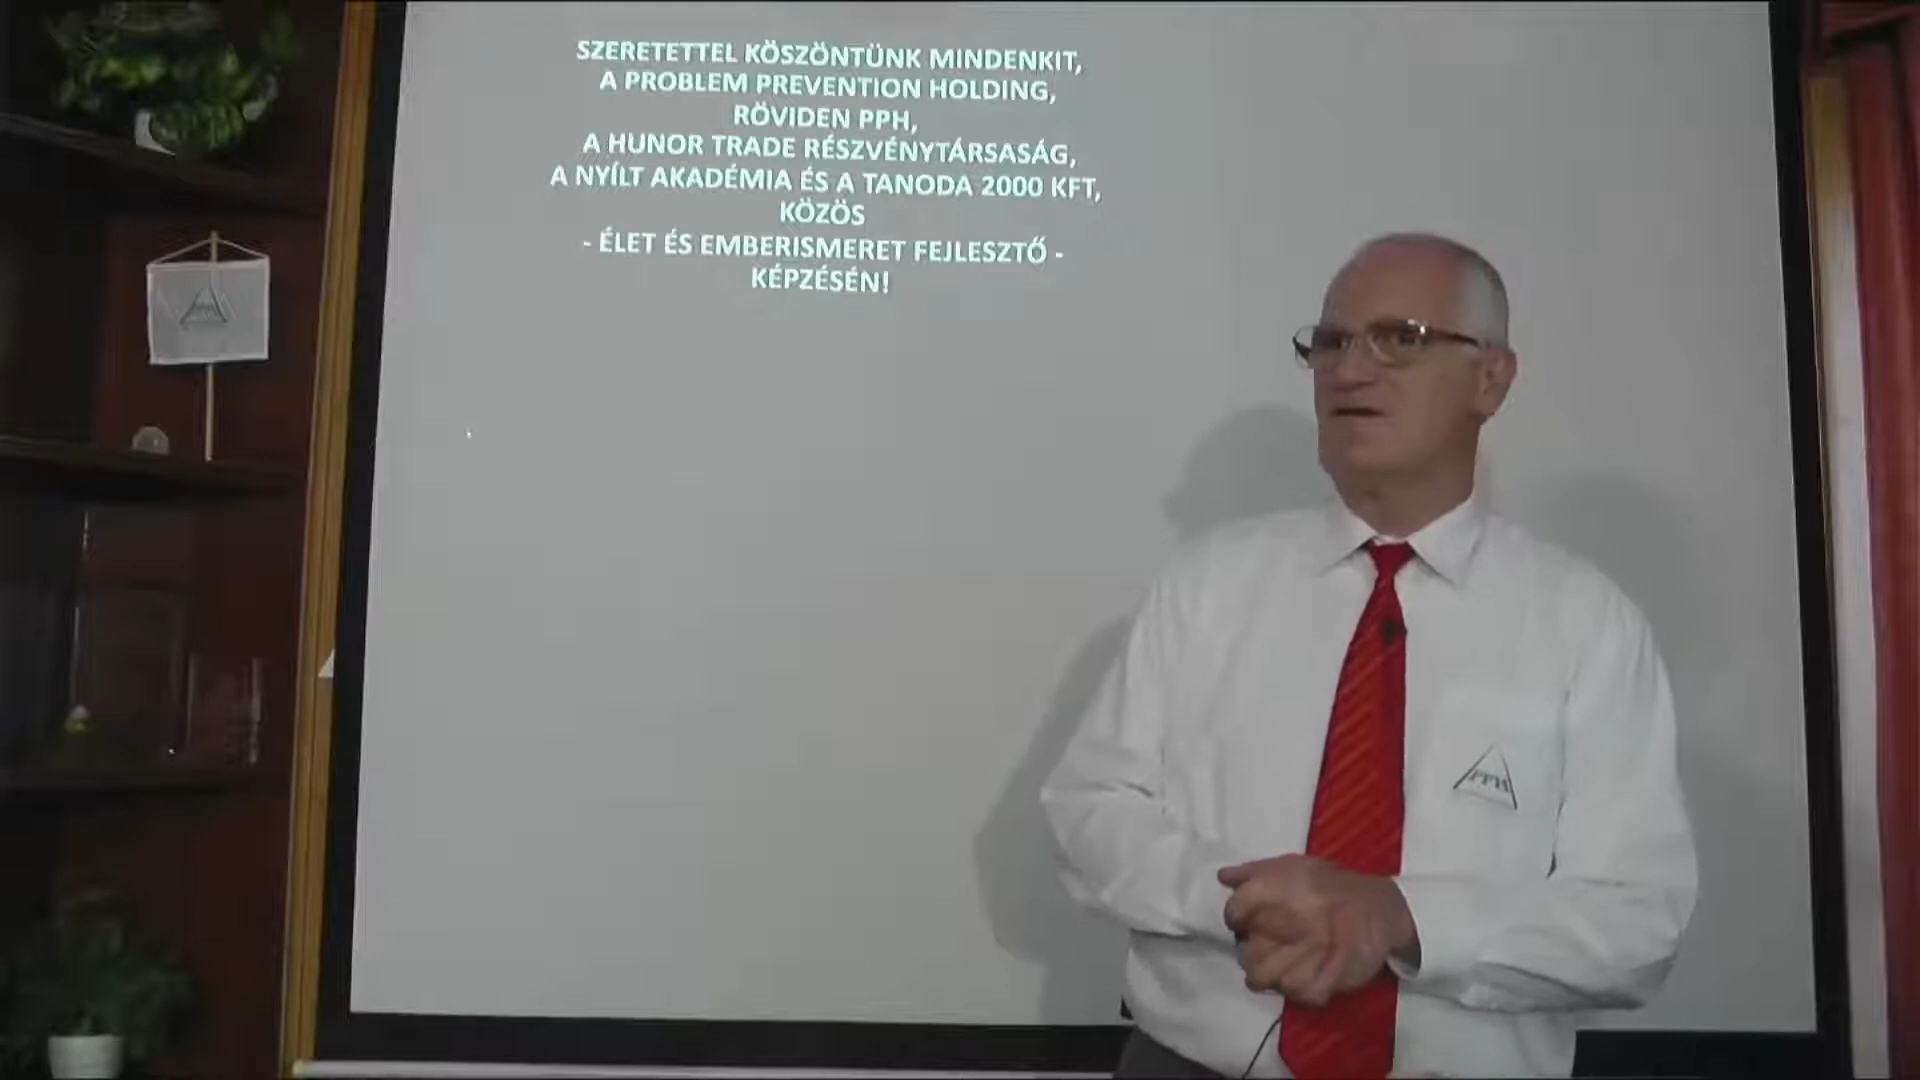 SZERETETTEL KÖSZÖNTÜNK MINDENKIT,
A PROBLEM PREVENTION HOLDING,
RÖVIDEN PPH,
A HUNOR TRADE RÉSZVÉNYTÁRSASÁG,
A NYÍLT AKADÉMIA ÉS A TANODA 2000 KFT,
KÖZÖS
- ÉLET ÉS EMBERISMERET FEJLESZTŐ -
KÉPZÉSÉN!
PPH